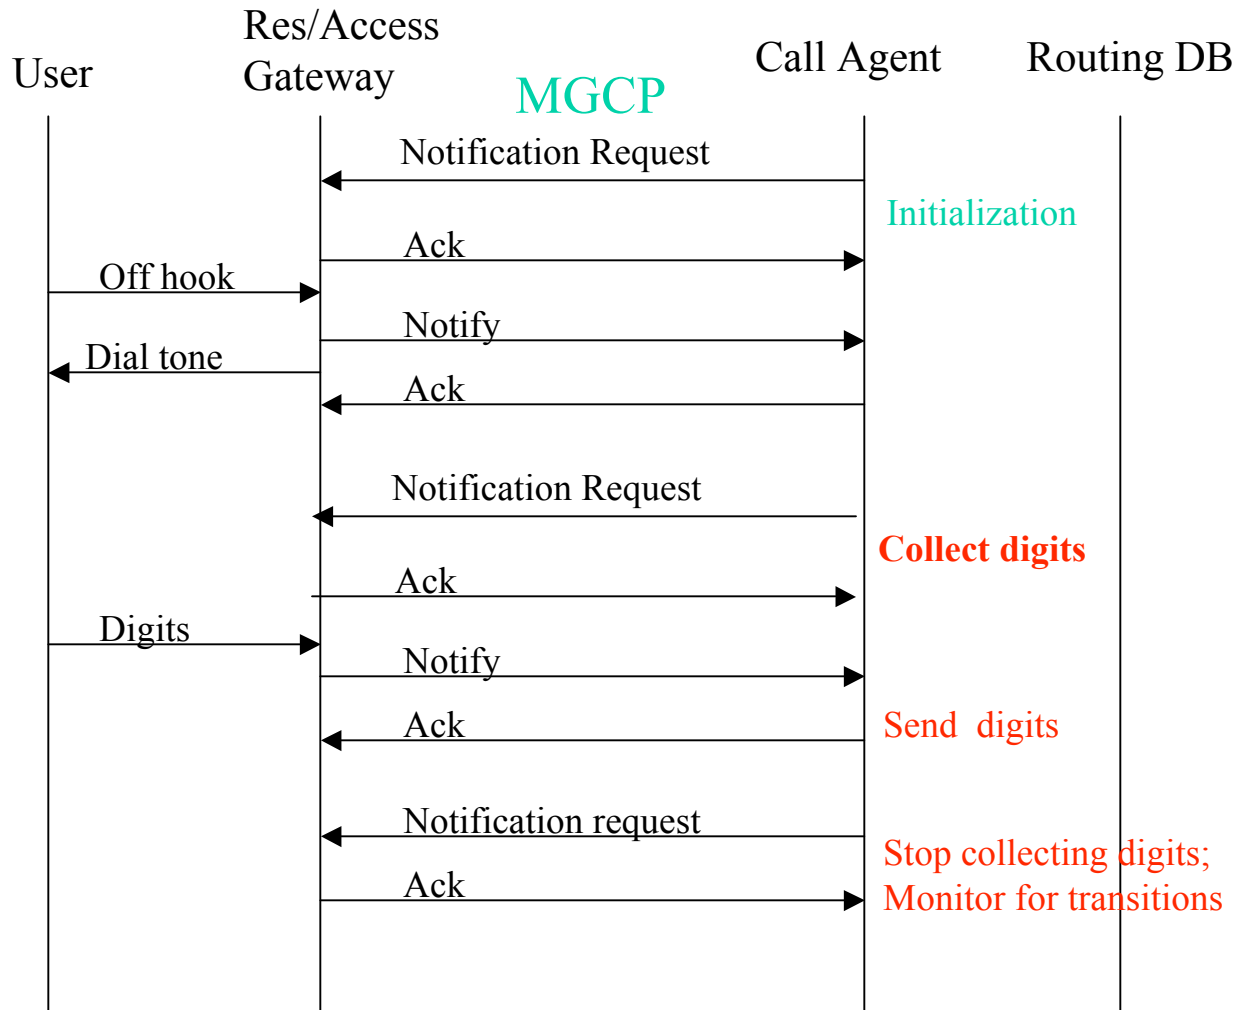 User
Res/Access
Gateway
MGCP
Call Agent
Routing DB
Notification Request
Initialization
Ack
Off hook
Notify
Dial tone
Ack
Notification Request
Collect digits
Ack
Digits
Notify
Ack
Send digits
Notification request
Stop collecting digits;
Ack
Monitor for transitions